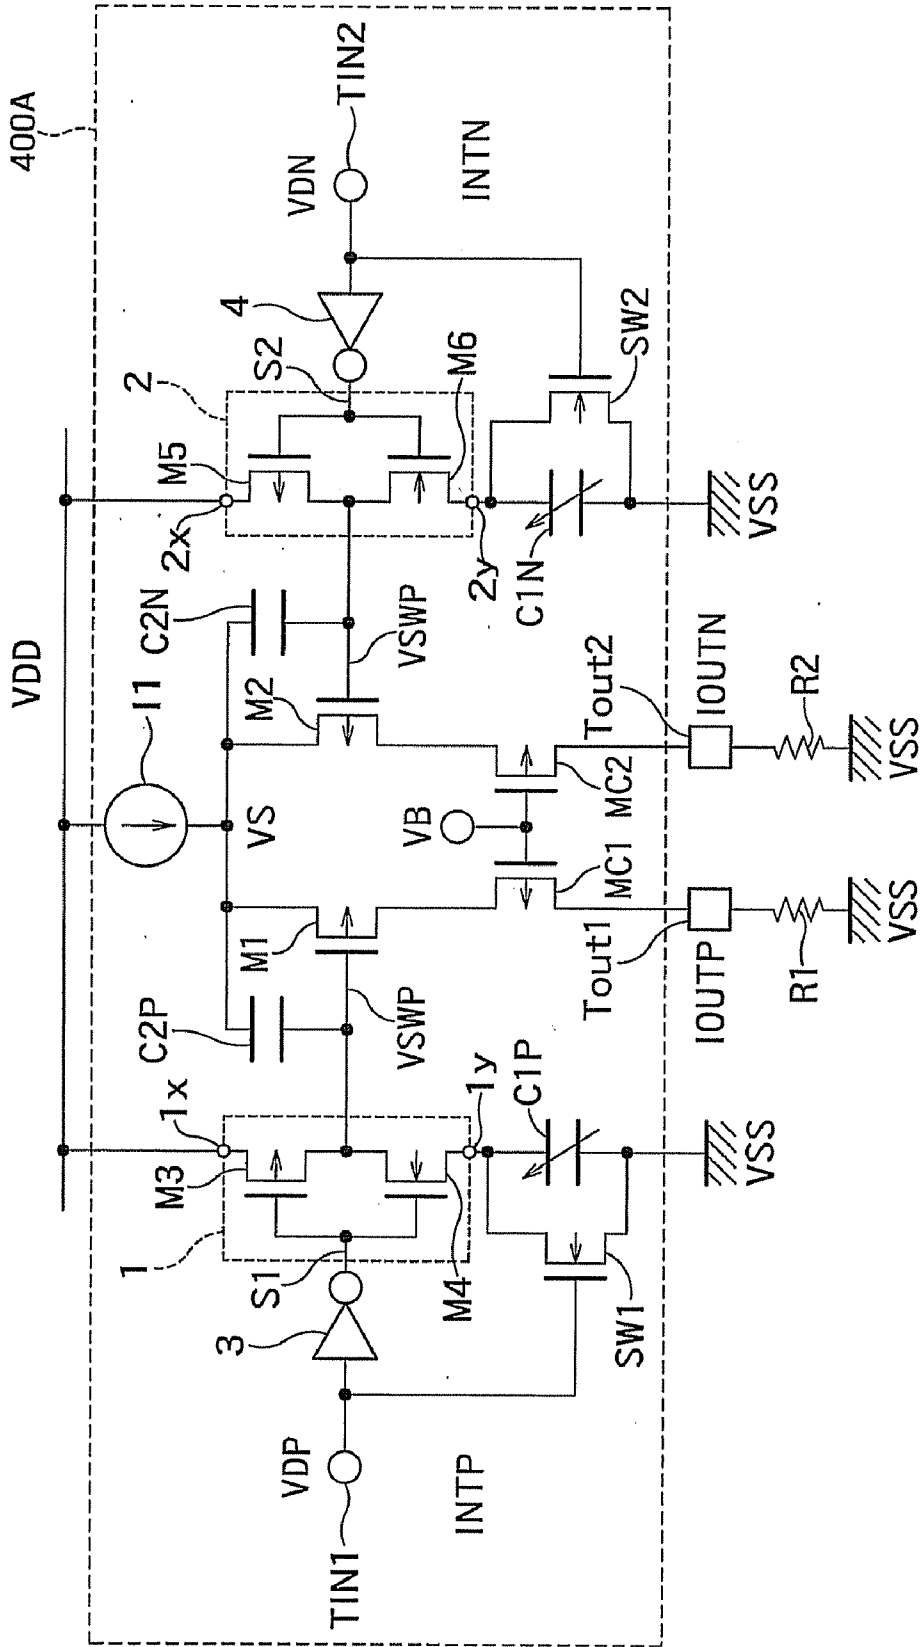 400A
VDD
I1
VS
1
1x
M3
S1
3
M4
1y
VDP
TIN1
INTP
C2P
M1
VSWP
C1P
SW1
VSS
VB
MC1
MC2
Tout1
IOUTP
R1
VSS
Tout2
IOUTN
R2
VSS
C2N
M2
VSWP
2
2x
M5
S2
4
M6
2y
VDN
TIN2
INTN
C1N
SW2
VSS